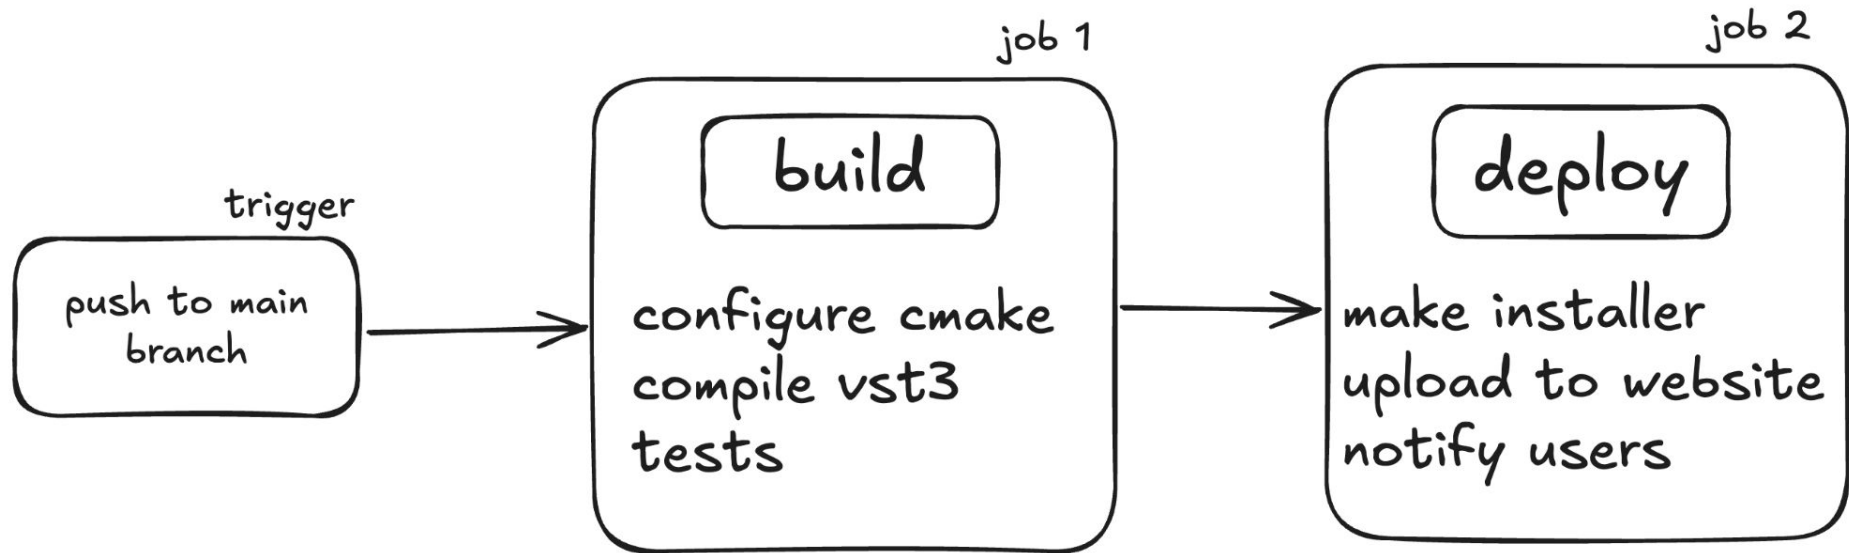 trigger
push to main
branch
job 1
build
configure cmake
compile vst3
tests
job 2
deploy
make installer
upload to website
notify users